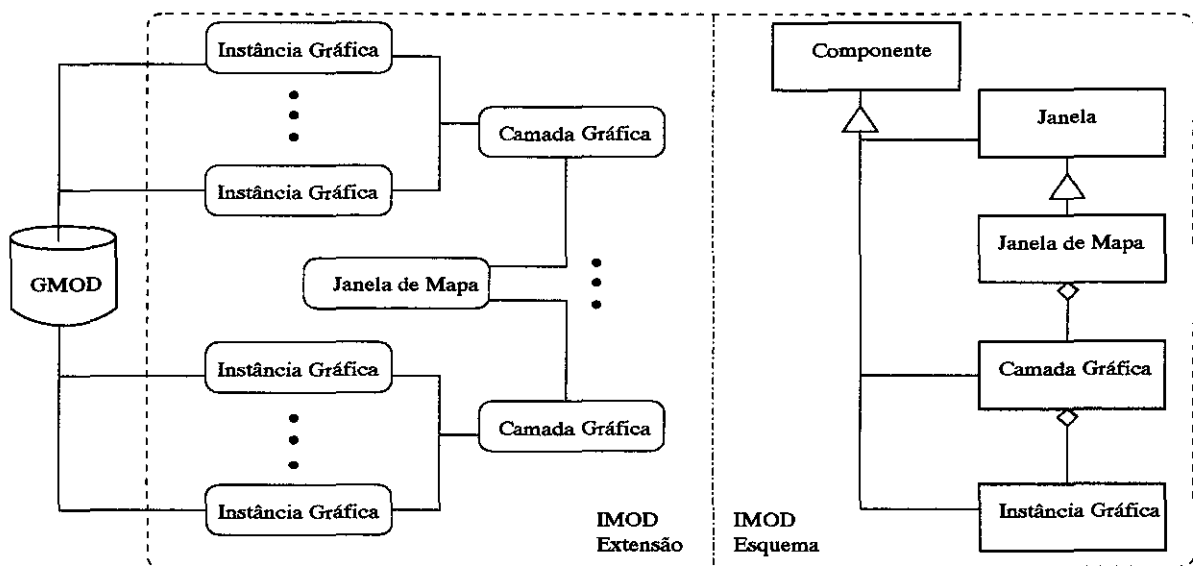 Instância Gráfica
Camada Gráfica
Instância Gráfica
GMOD
Janela de Mapa
Instância Gráfica
Camada Gráfica
Instância Gráfica
IMOD
Extensão
Componente
Janela
Janela de Mapa
Camada Gráfica
Instância Gráfica
IMOD
Esquema